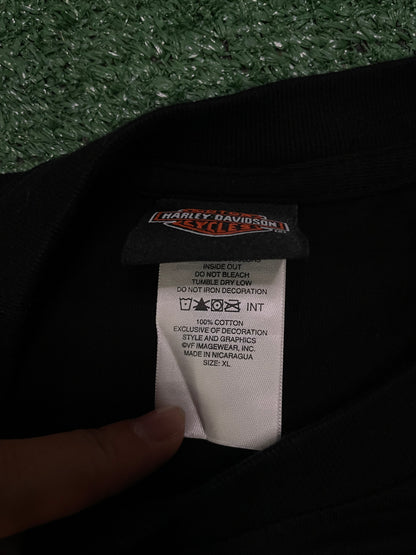 MOTOR
HARLEY-DAVIDSON
CYCLES
INSIDE OUT
DO NOT BLEACH
TUMBLE DRY LOW
DO NOT IRON DECORATION
INT
100% COTTON
EXCLUSIVE OF DECORATION
STYLE AND GRAPHICS
©VF IMAGEWEAR, INC.
MADE IN NICARAGUA
SIZE: XL